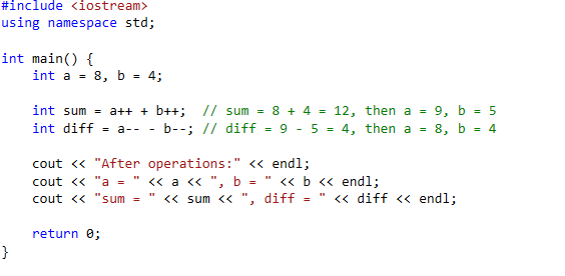 #include <iostream>
using namespace std;
int main() {
int a = 8, b = 4;
int sum = a++ + b++;  // sum = 8 + 4 = 12, then a = 9, b = 5
int diff = a-- - b--; // diff = 9 - 5 = 4, then a = 8, b = 4
cout << "After operations:" << endl;
cout << "a = " << a << ", b = " << b << endl;
cout << "sum = " << sum << ", diff = " << diff << endl;
return 0;
}